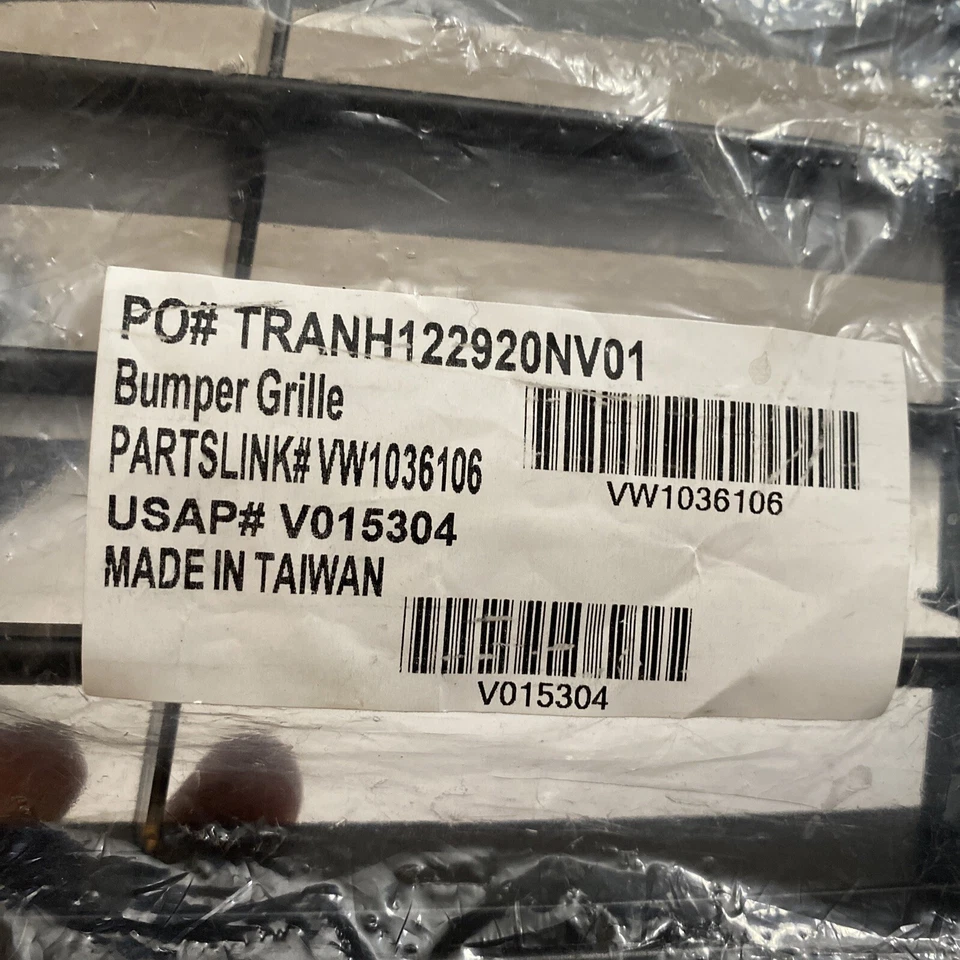 PO# TRANH122920NV01
Bumper Grille
PARTSLINK# VW1036106
VW1036106
USAP# V015304
MADE IN TAIWAN
V015304